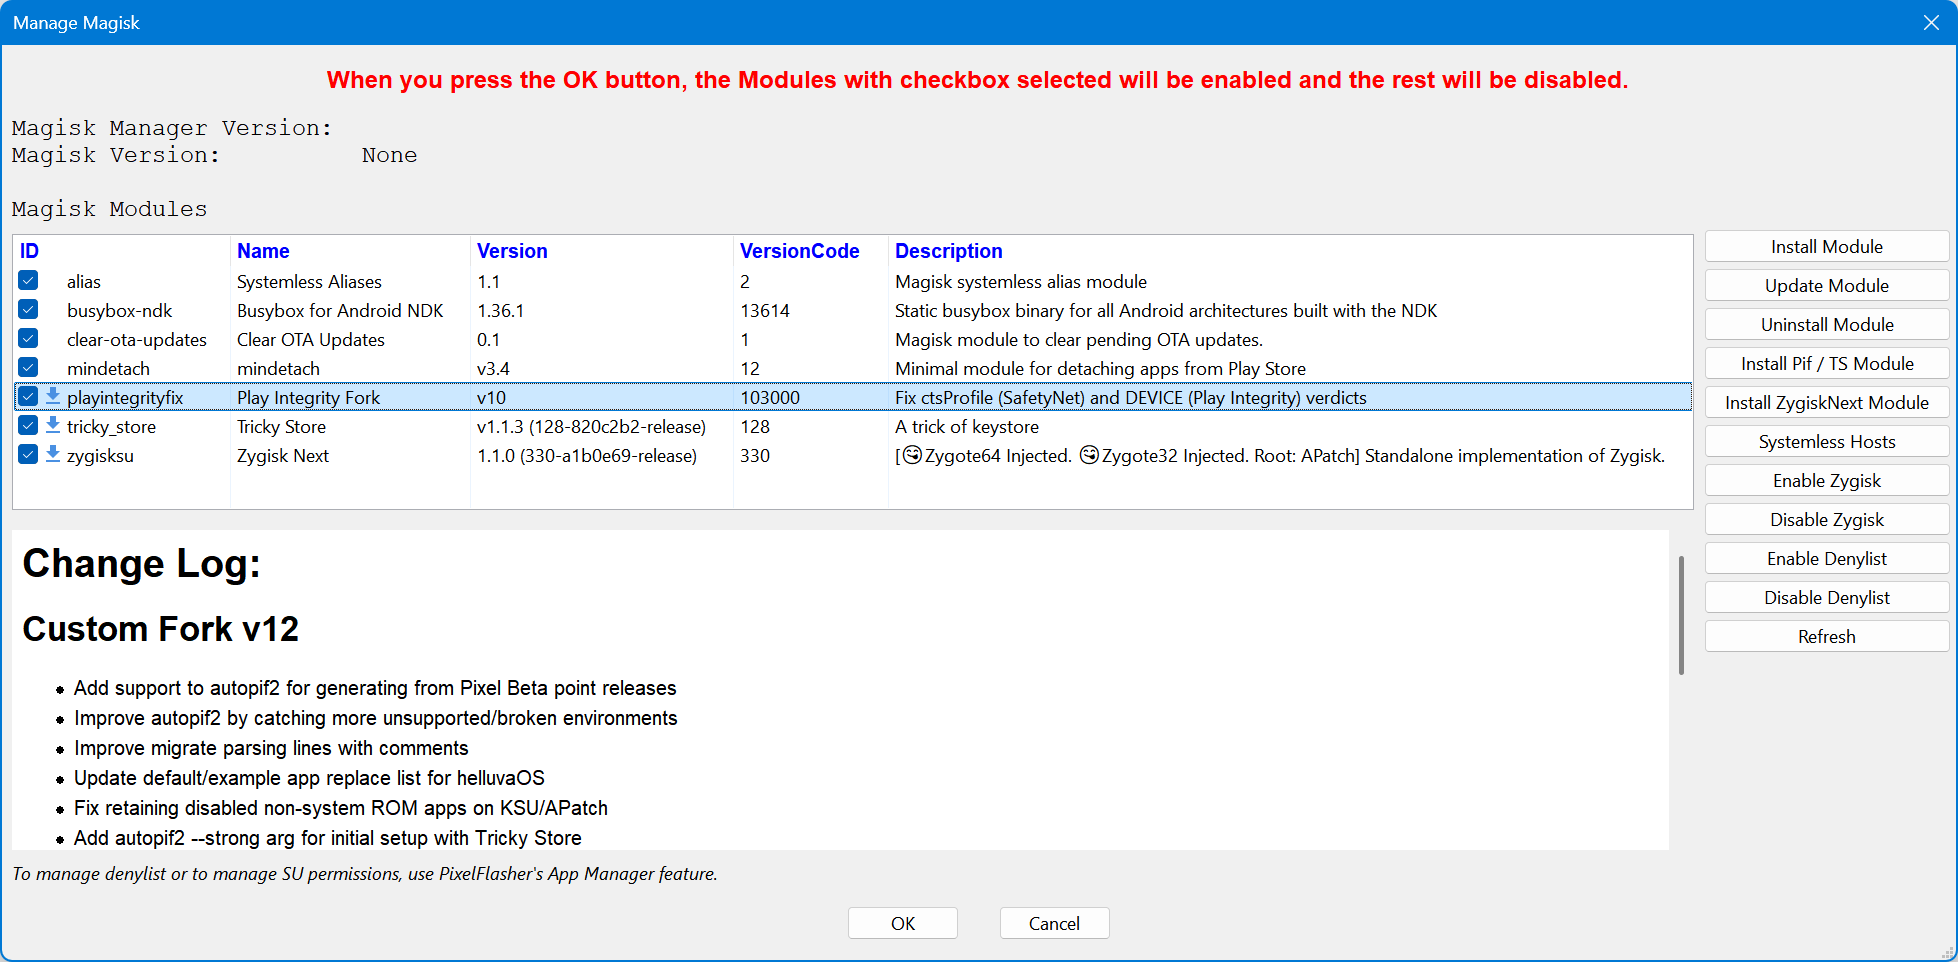 Manage Magisk
When you press the OK button, the Modules with checkbox selected will be enabled and the rest will be disabled.
Magisk Manager Version:
Magisk Version: None
Magisk Modules
ID Name Version VersionCode Description
alias Systemless Aliases 1.1 2 Magisk systemless alias module
busybox-ndk Busybox for Android NDK 1.36.1 13614 Static busybox binary for all Android architectures built with the NDK
clear-ota-updates Clear OTA Updates 0.1 1 Magisk module to clear pending OTA updates.
mindetach mindetach v3.4 12 Minimal module for detaching apps from Play Store
playintegrityfix Play Integrity Fork v10 103000 Fix ctsProfile (SafetyNet) and DEVICE (Play Integrity) verdicts
tricky_store Tricky Store v1.1.3 (128-820c2b2-release) 128 A trick of keystore
zygisksu Zygisk Next 1.1.0 (330-a1b0e69-release) 330 [😋Zygote64 Injected. 😋Zygote32 Injected. Root: APatch] Standalone implementation of Zygisk.
Install Module
Update Module
Uninstall Module
Install Pif / TS Module
Install ZygiskNext Module
Systemless Hosts
Enable Zygisk
Disable Zygisk
Enable Denylist
Disable Denylist
Refresh
Change Log:
Custom Fork v12
• Add support to autopif2 for generating from Pixel Beta point releases
• Improve autopif2 by catching more unsupported/broken environments
• Improve migrate parsing lines with comments
• Update default/example app replace list for helluvaOS
• Fix retaining disabled non-system ROM apps on KSU/APatch
• Add autopif2 --strong arg for initial setup with Tricky Store
To manage denylist or to manage SU permissions, use PixelFlasher's App Manager feature.
OK Cancel